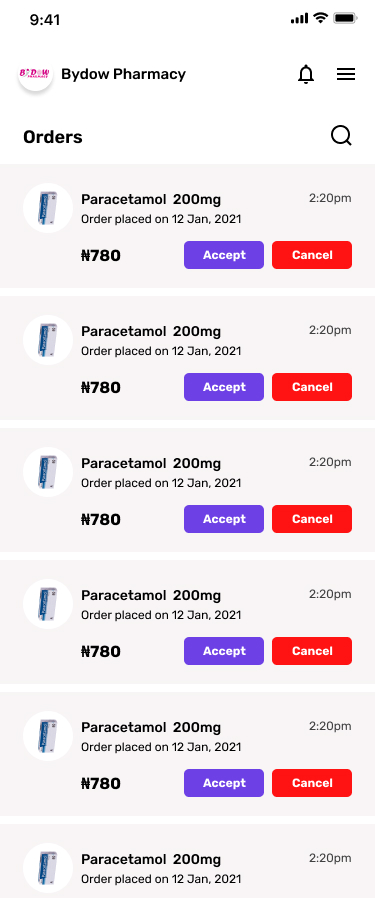 9:41
BYDOW
PHARMACY
Bydow Pharmacy
Orders
Paracetamol 200mg
2:20pm
Order placed on 12 Jan, 2021
₦780
Accept
Cancel
Paracetamol 200mg
2:20pm
Order placed on 12 Jan, 2021
₦780
Accept
Cancel
Paracetamol 200mg
2:20pm
Order placed on 12 Jan, 2021
₦780
Accept
Cancel
Paracetamol 200mg
2:20pm
Order placed on 12 Jan, 2021
₦780
Accept
Cancel
Paracetamol 200mg
2:20pm
Order placed on 12 Jan, 2021
₦780
Accept
Cancel
Paracetamol 200mg
2:20pm
Order placed on 12 Jan, 2021